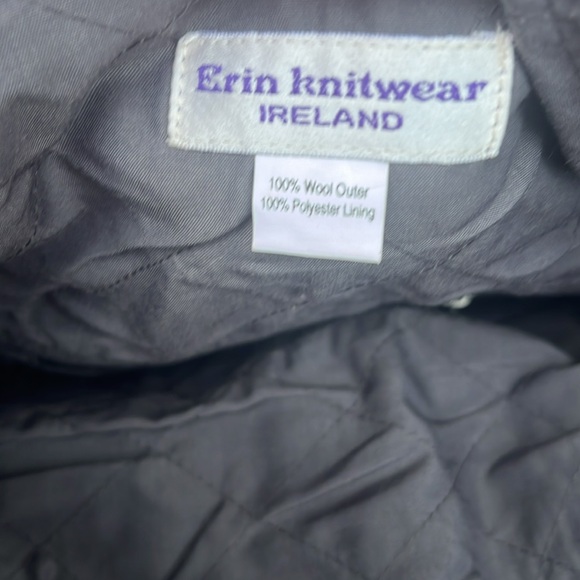 Erin knitwear
IRELAND
100% Wool Outer
100% Polyester Lining